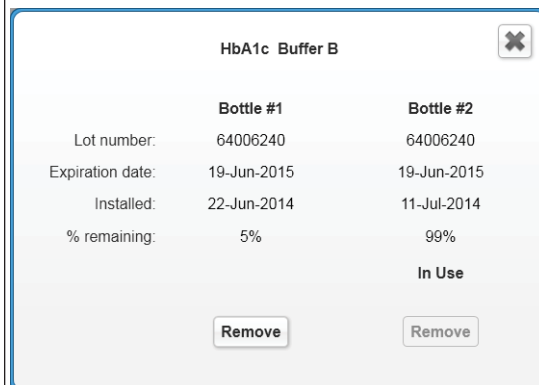 HbA1c Buffer B
Bottle #1 Bottle #2
Lot number: 64006240 64006240
Expiration date: 19-Jun-2015 19-Jun-2015
Installed: 22-Jun-2014 11-Jul-2014
% remaining: 5% 99%
In Use
Remove Remove